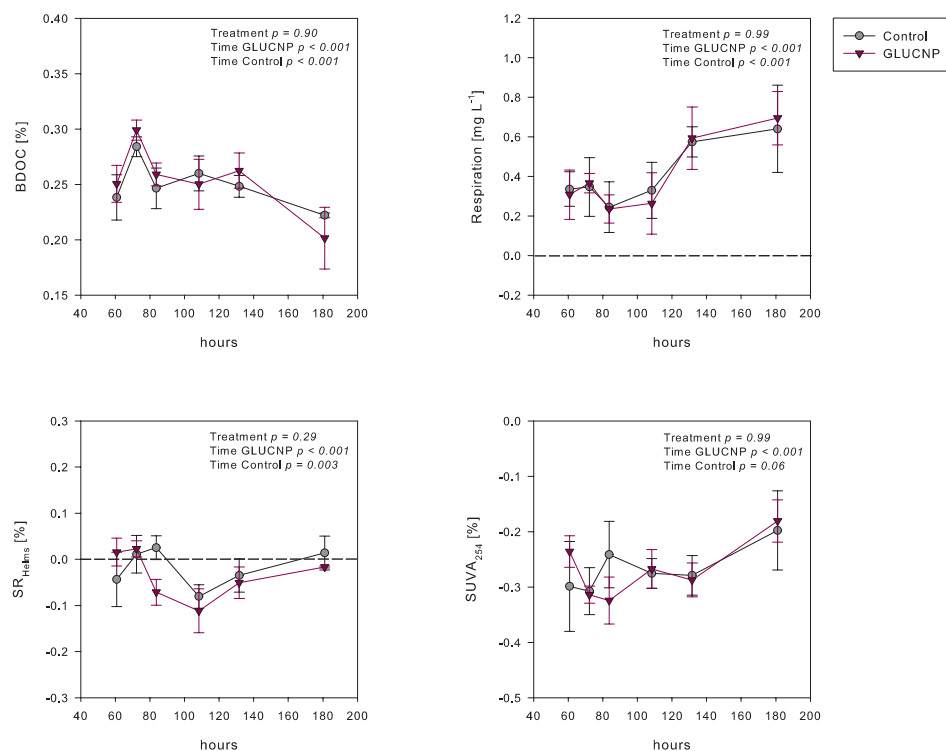 0.40
0.35
0.30
0.25
0.20
0.15
BDOC [%]
Treatment p = 0.90
Time GLUCNP p < 0.001
Time Control p < 0.001
40 60 80 100 120 140 160 180 200
hours
1.2
1.0
0.8
0.6
0.4
0.2
0.0
-0.2
Respiration [mg L⁻¹]
Treatment p = 0.99
Time GLUCNP p < 0.001
Time Control p < 0.001
40 60 80 100 120 140 160 180 200
hours
Control
GLUCNP
0.3
0.2
0.1
0.0
-0.1
-0.2
-0.3
SR_Helms [%]
Treatment p = 0.29
Time GLUCNP p < 0.001
Time Control p = 0.003
40 60 80 100 120 140 160 180 200
hours
0.0
-0.1
-0.2
-0.3
-0.4
-0.5
SUVA₂₅₄ [%]
Treatment p = 0.99
Time GLUCNP p < 0.001
Time Control p = 0.06
40 60 80 100 120 140 160 180 200
hours